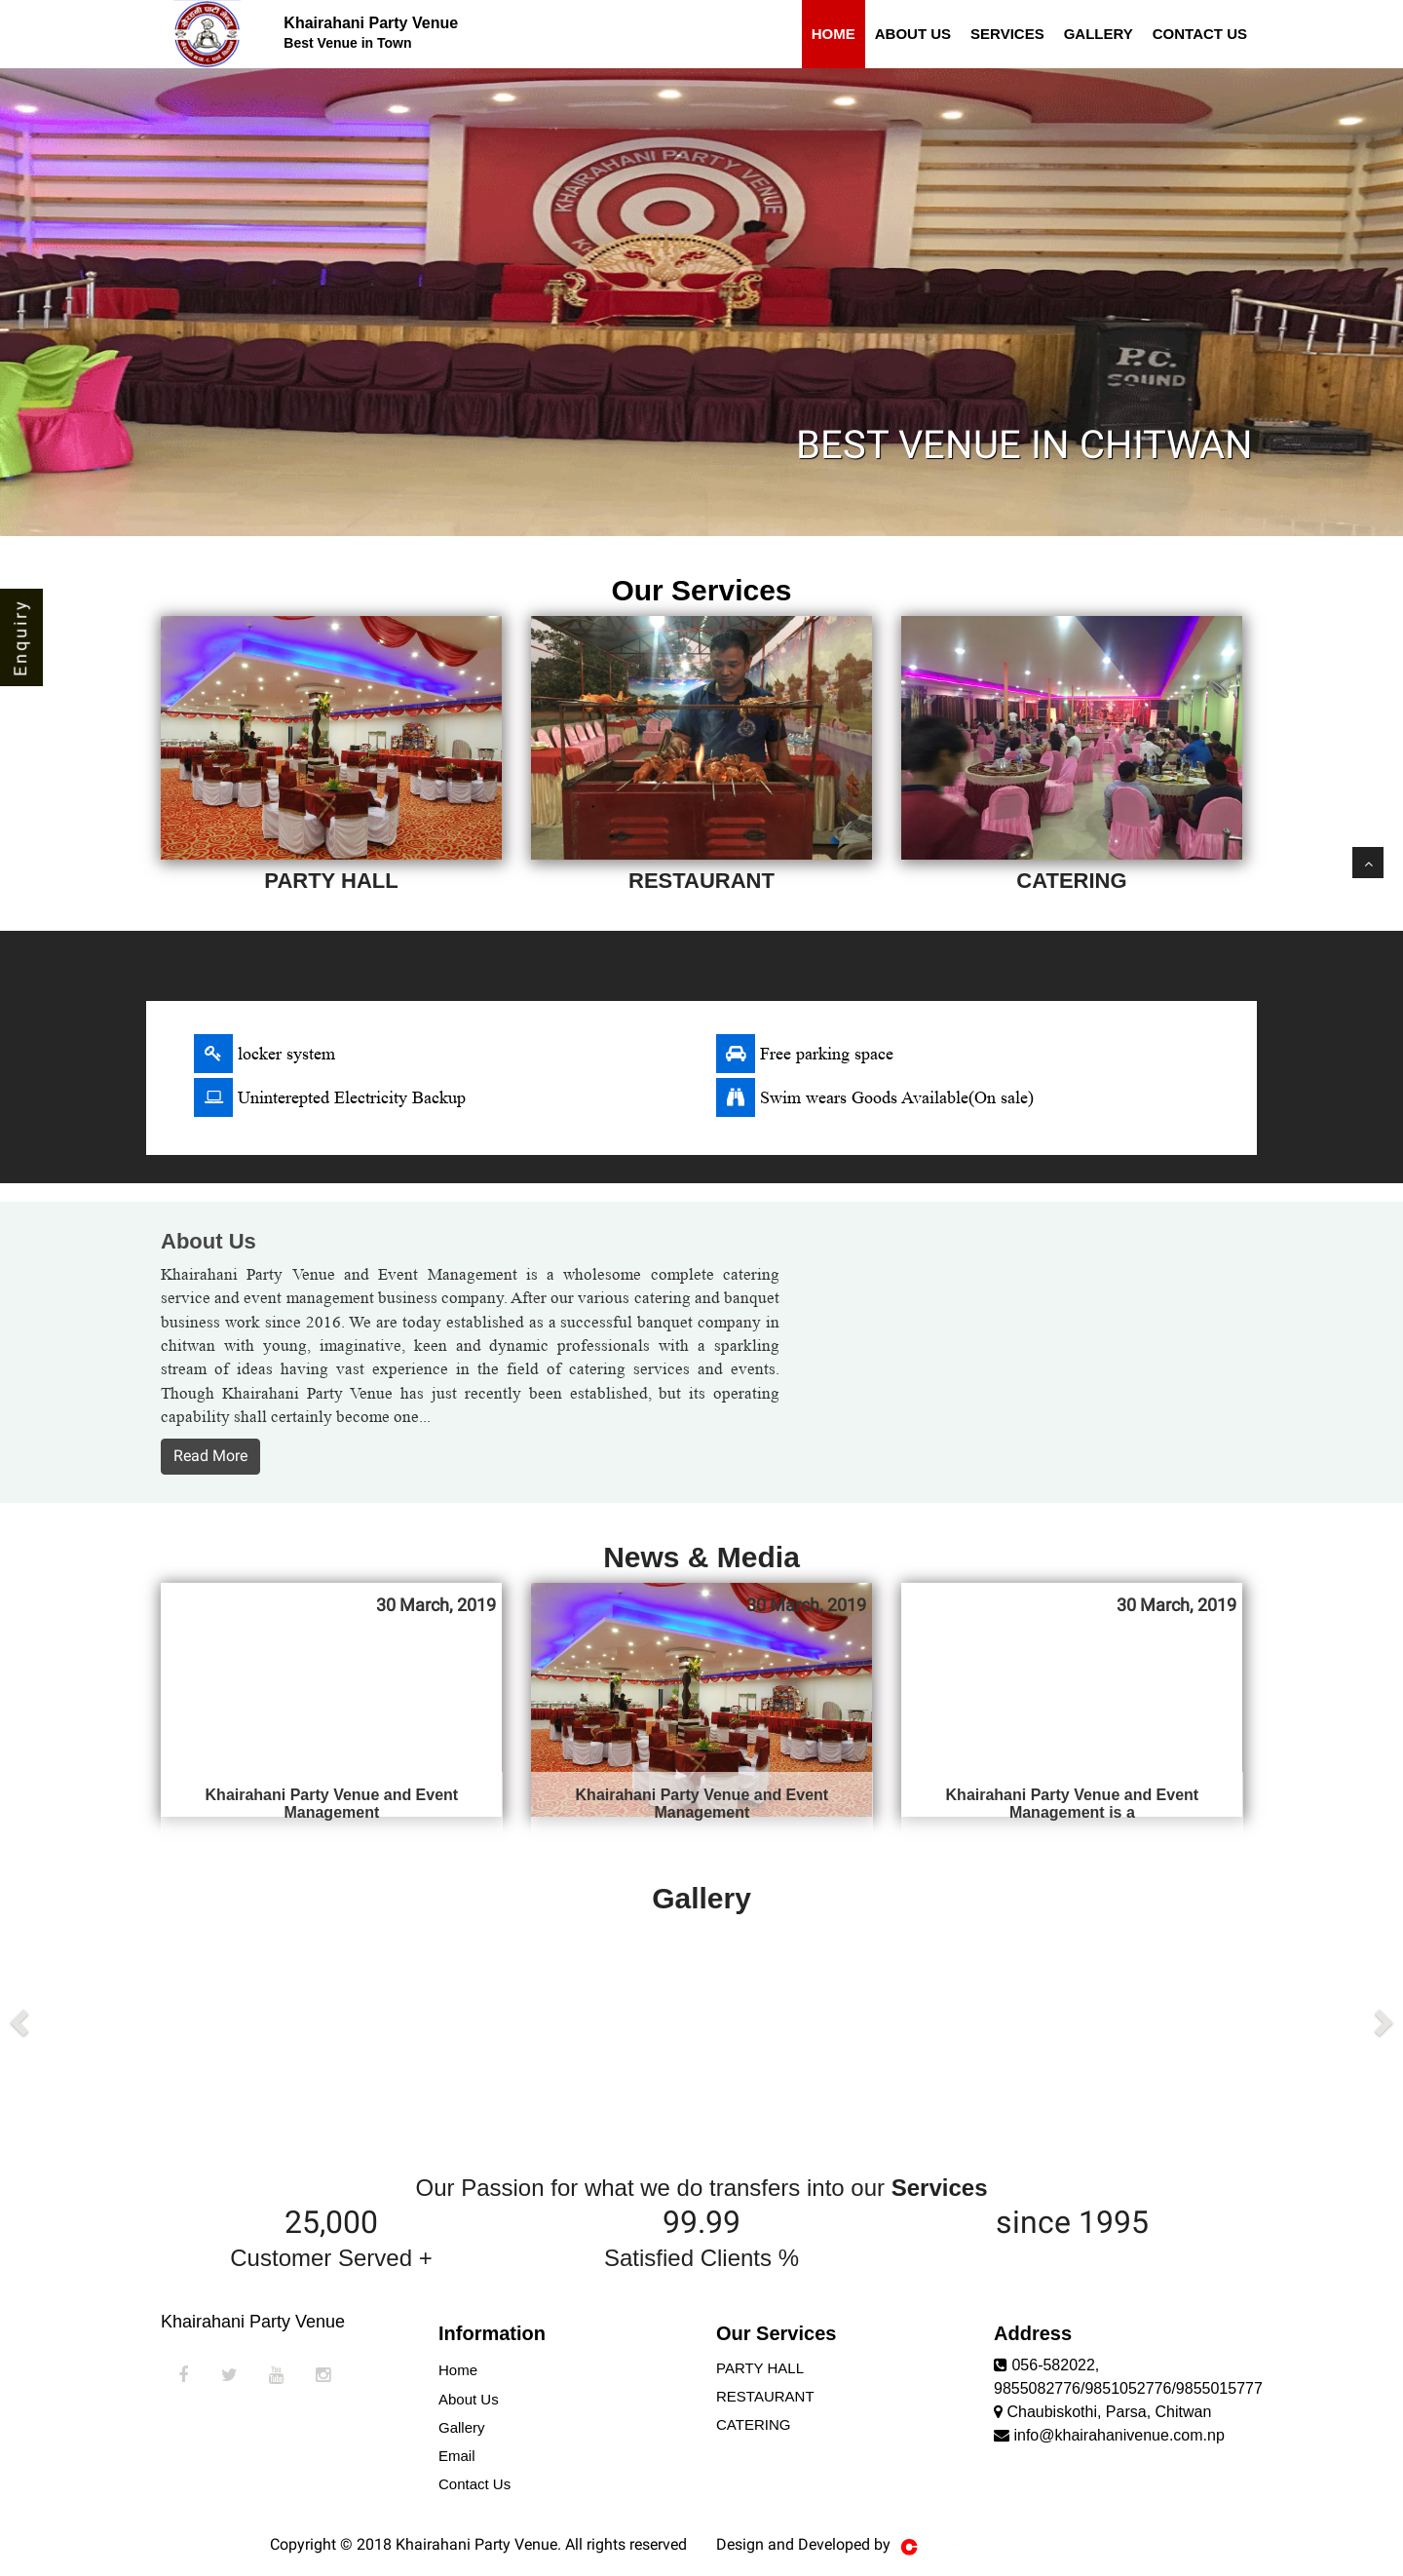 Khairahani Party Venue
Best Venue in Town
HOME ABOUT US SERVICES GALLERY CONTACT US
KHAIRAHANI PARTY VENUE
KHAIRAHANI
P.C.
SOUND
BEST VENUE IN CHITWAN
Enquiry
Our Services
PARTY HALL RESTAURANT CATERING
locker system Free parking space
Uninterepted Electricity Backup Swim wears Goods Available(On sale)
About Us
Khairahani Party Venue and Event Management is a wholesome complete catering
service and event management business company. After our various catering and banquet
business work since 2016. We are today established as a successful banquet company in
chitwan with young, imaginative, keen and dynamic professionals with a sparkling
stream of ideas having vast experience in the field of catering services and events.
Though Khairahani Party Venue has just recently been established, but its operating
capability shall certainly become one...
Read More
News & Media
30 March, 2019 30 March, 2019 30 March, 2019
Khairahani Party Venue and Event Khairahani Party Venue and Event Khairahani Party Venue and Event
Management Management Management is a
Gallery
Our Passion for what we do transfers into our Services
25,000 99.99 since 1995
Customer Served + Satisfied Clients %
Khairahani Party Venue
Information
Home
About Us
Gallery
Email
Contact Us
Our Services
PARTY HALL
RESTAURANT
CATERING
Address
056-582022,
9855082776/9851052776/9855015777
Chaubiskothi, Parsa, Chitwan
info@khairahanivenue.com.np
Copyright © 2018 Khairahani Party Venue. All rights reserved Design and Developed by